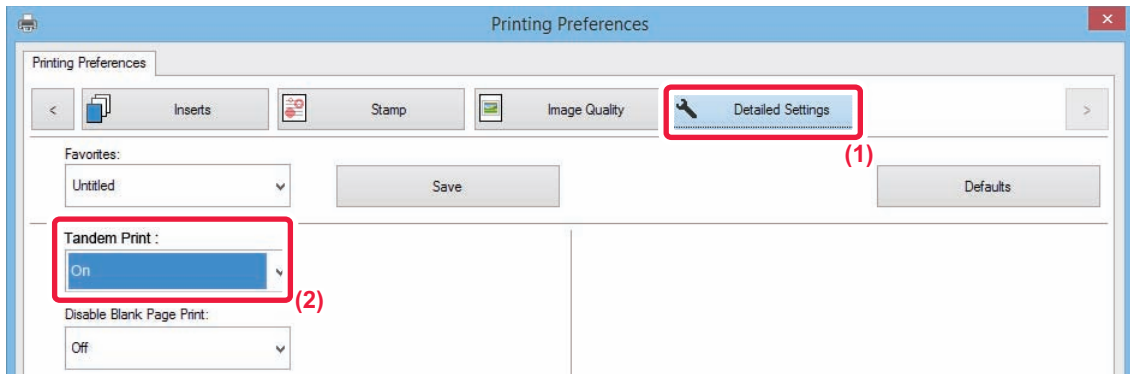 Printing Preferences
Printing Preferences
< Inserts Stamp Image Quality Detailed Settings >
(1)
Favorites:
Untitled Save Defaults
Tandem Print :
On
(2)
Disable Blank Page Print:
Off